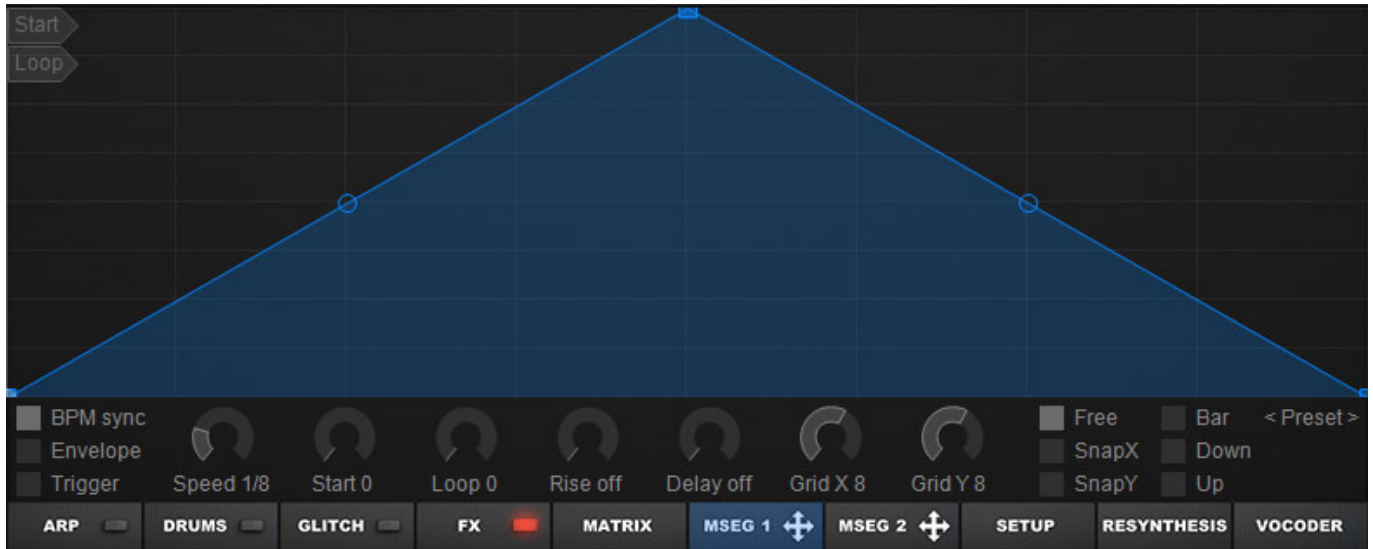 Start
Loop
BPM sync
Envelope
Trigger
Speed 1/8
Start 0
Loop 0
Rise off
Delay off
Grid X 8
Grid Y 8
Free
SnapX
SnapY
Bar
Down
Up
< Preset >
ARP
DRUMS
GLITCH
FX
MATRIX
MSEG 1
MSEG 2
SETUP
RESYNTHESIS
VOCODER